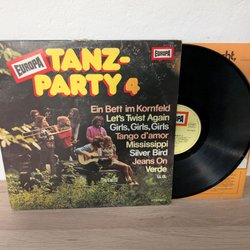 EUROPA
TANZ-
PARTY 4
Ein Bett im Kornfeld
Let's Twist Again
Girls, Girls, Girls
Tango d'amor
Mississippi
Silver Bird
Jeans On
Verde
u.a.
EUROPA